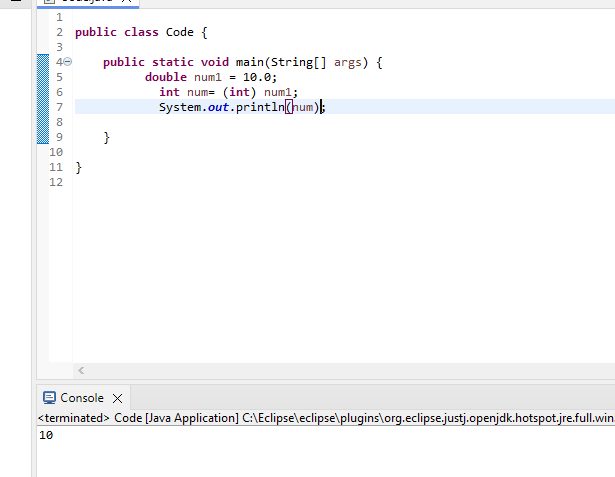 1
2 public class Code {
3
4 public static void main(String[] args) {
5 double num1 = 10.0;
6 int num= (int) num1;
7 System.out.println(num);
8
9 }
10
11 }
12
Console
<terminated> Code [Java Application] C:\Eclipse\eclipse\plugins\org.eclipse.justj.openjdk.hotspot.jre.full.win
10